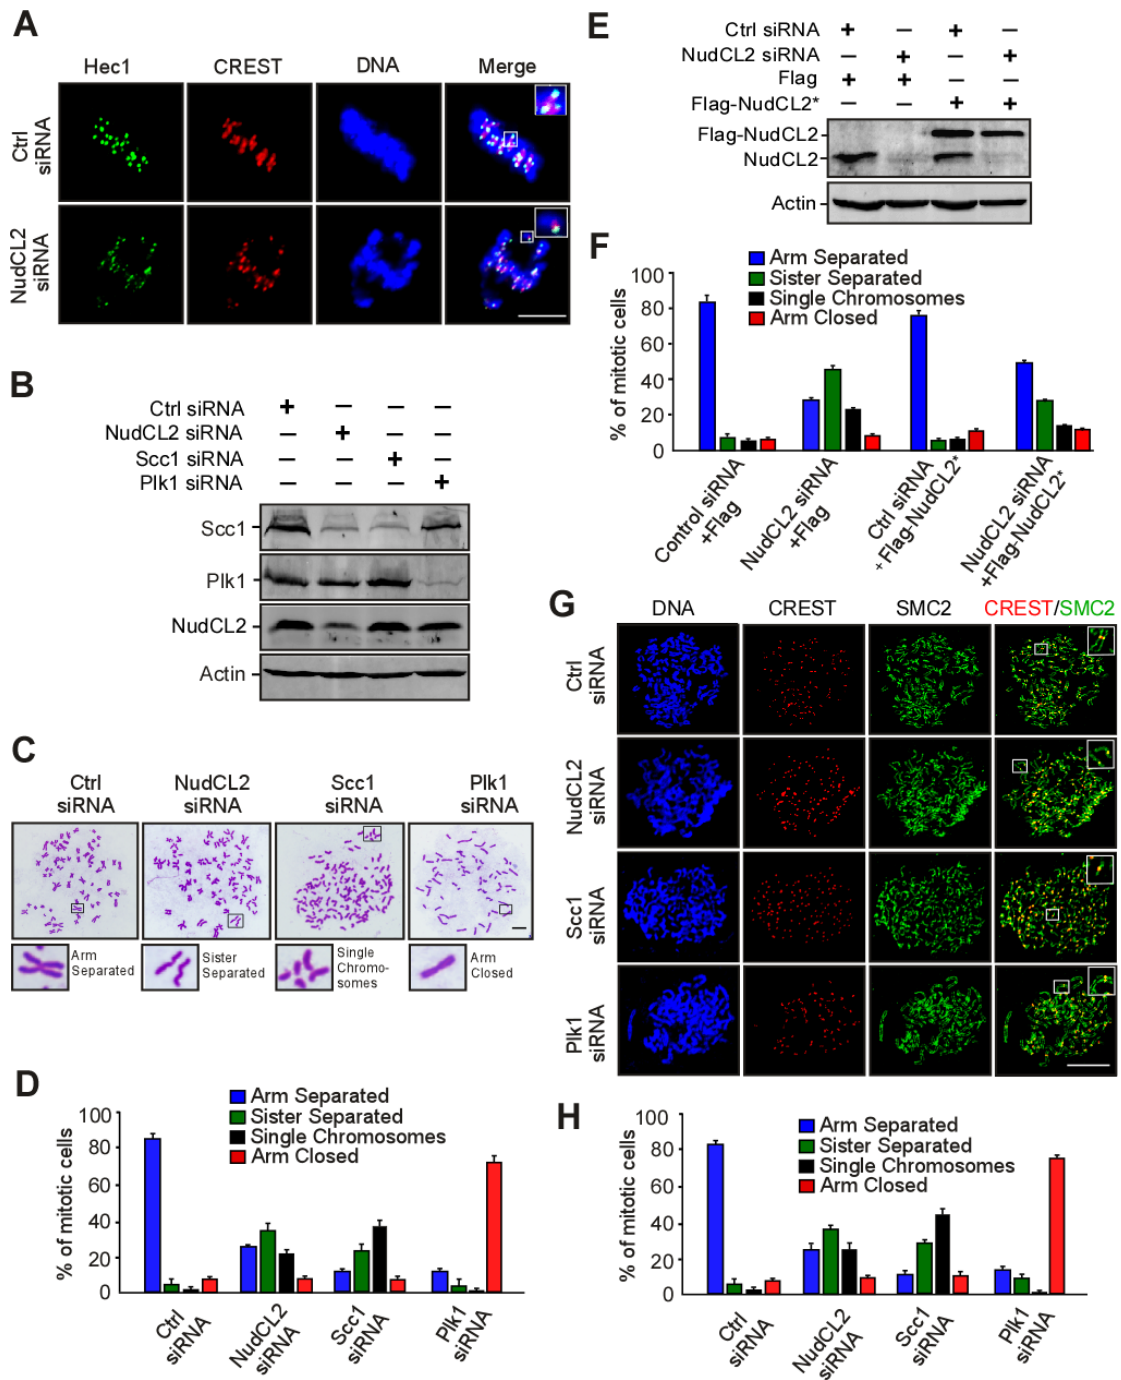 A
Hec1 CREST DNA Merge
Ctrl
siRNA
NudCL2
siRNA
B
Ctrl siRNA + – – –
NudCL2 siRNA – + – –
Scc1 siRNA – – + –
Plk1 siRNA – – – +
Scc1
Plk1
NudCL2
Actin
C
Ctrl
siRNA
NudCL2
siRNA
Scc1
siRNA
Plk1
siRNA
Arm
Separated
Sister
Separated
Single
Chromo-
somes
Arm
Closed
D
Arm Separated
Sister Separated
Single Chromosomes
Arm Closed
% of mitotic cells
100
80
60
40
20
0
Ctrl
siRNA
NudCL2
siRNA
Scc1
siRNA
Plk1
siRNA
E
Ctrl siRNA + – + –
NudCL2 siRNA – + – +
Flag + + – –
Flag-NudCL2* – – + +
Flag-NudCL2
NudCL2
Actin
F
Arm Separated
Sister Separated
Single Chromosomes
Arm Closed
% of mitotic cells
100
80
60
40
20
0
Control siRNA
+Flag
NudCL2 siRNA
+Flag
Ctrl siRNA
+Flag-NudCL2*
NudCL2 siRNA
+Flag-NudCL2*
G
DNA CREST SMC2 CREST/SMC2
Ctrl
siRNA
NudCL2
siRNA
Scc1
siRNA
Plk1
siRNA
H
Arm Separated
Sister Separated
Single Chromosomes
Arm Closed
% of mitotic cells
100
80
60
40
20
0
Ctrl
siRNA
NudCL2
siRNA
Scc1
siRNA
Plk1
siRNA